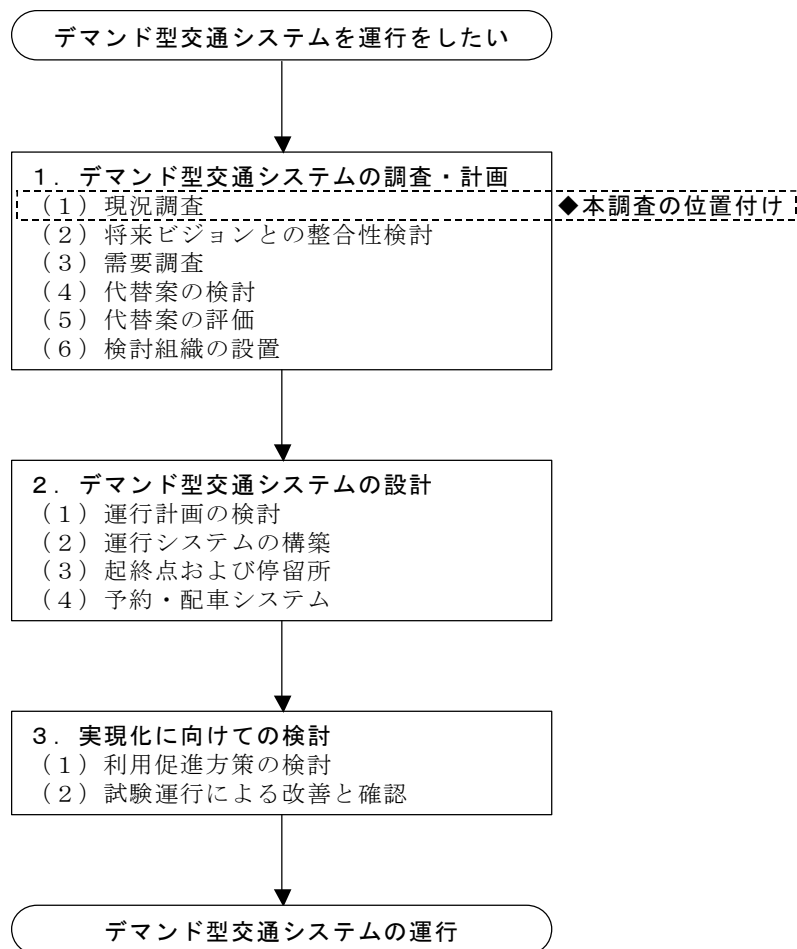 デマンド型交通システムを運行をしたい
１．デマンド型交通システムの調査・計画
（１）現況調査
◆本調査の位置付け
（２）将来ビジョンとの整合性検討
（３）需要調査
（４）代替案の検討
（５）代替案の評価
（６）検討組織の設置
２．デマンド型交通システムの設計
（１）運行計画の検討
（２）運行システムの構築
（３）起終点および停留所
（４）予約・配車システム
３．実現化に向けての検討
（１）利用促進方策の検討
（２）試験運行による改善と確認
デマンド型交通システムの運行